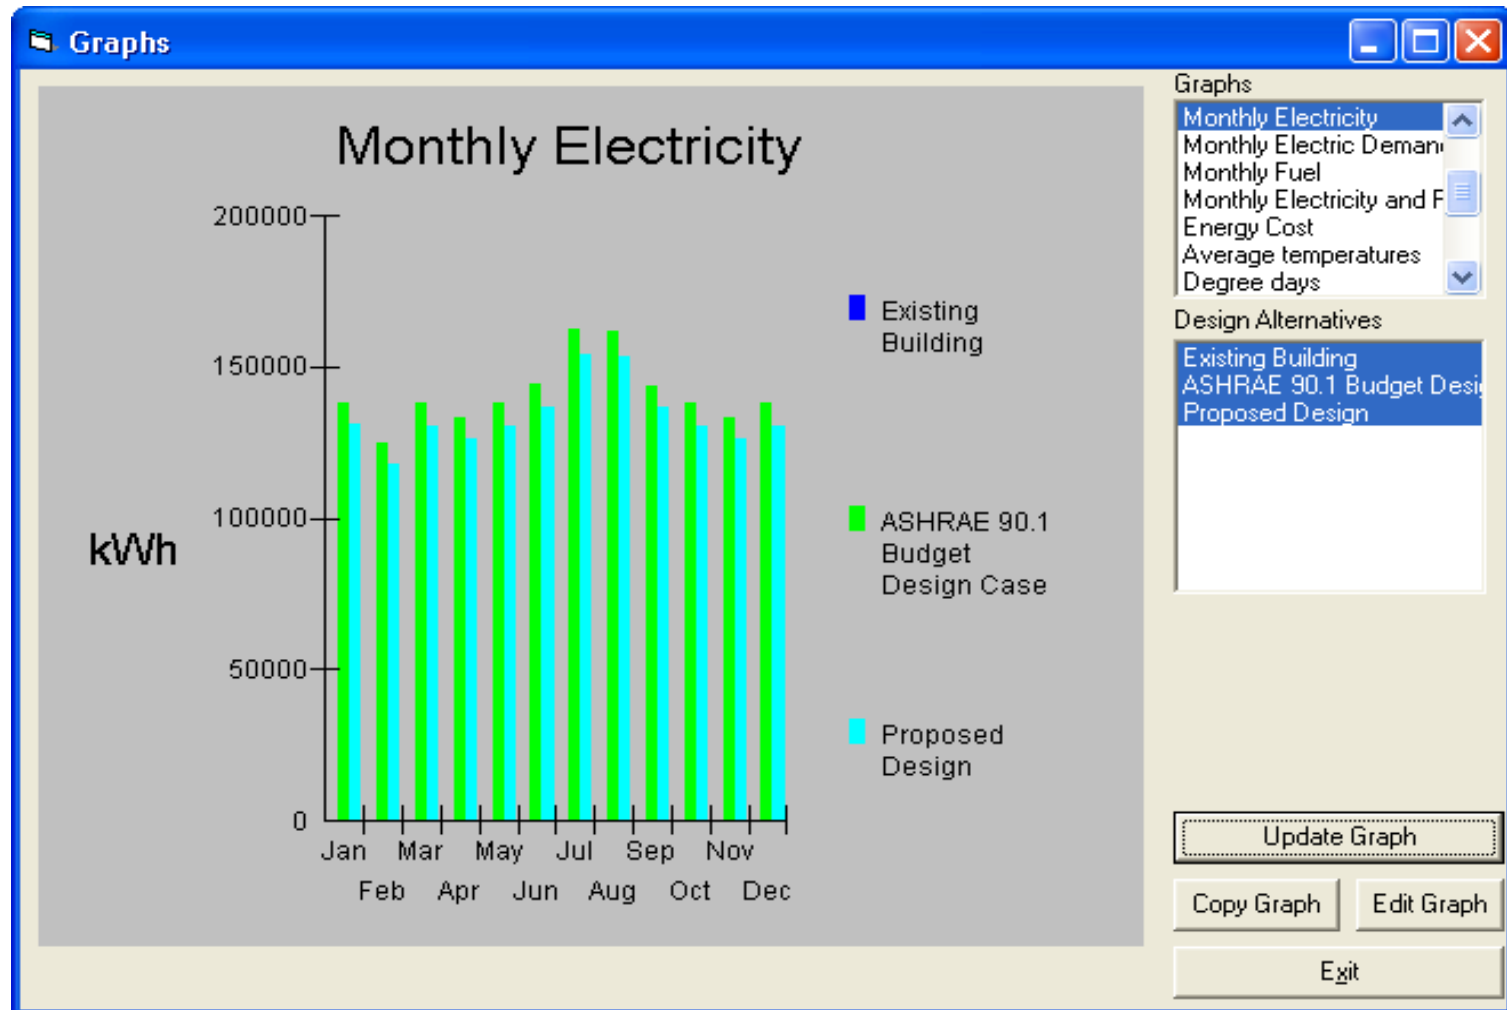 Graphs
Monthly Electricity
200000
150000
100000
50000
0
kWh
Jan Mar May Jul Sep Nov
Feb Apr Jun Aug Oct Dec
Existing
Building
ASHRAE 90.1
Budget
Design Case
Proposed
Design
Graphs
Monthly Electricity
Monthly Electric Deman
Monthly Fuel
Monthly Electricity and F
Energy Cost
Average temperatures
Degree days
Design Alternatives
Existing Building
ASHRAE 90.1 Budget Desi
Proposed Design
Update Graph
Copy Graph
Edit Graph
Exit